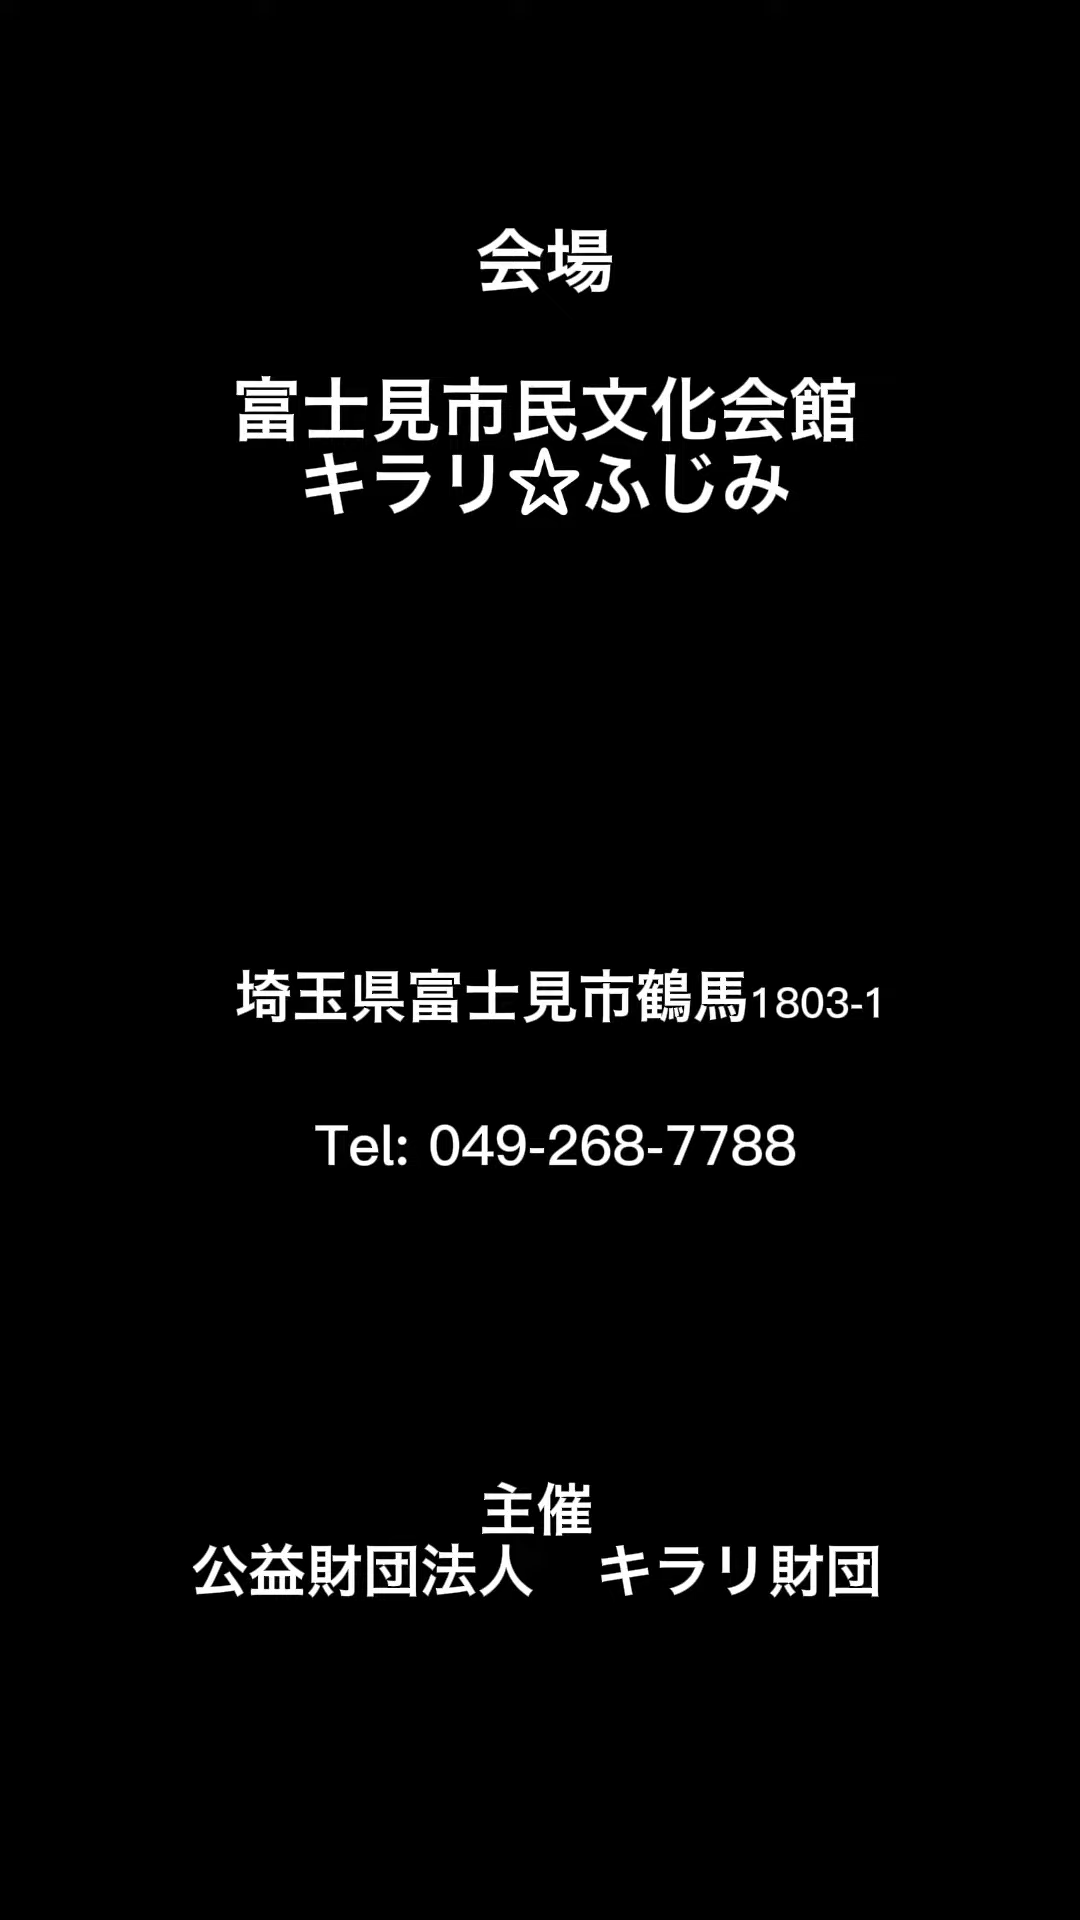 会場
富士見市民文化会館
キラリ☆ふじみ
埼玉県富士見市鶴馬1803-1
Tel: 049-268-7788
主催
公益財団法人　キラリ財団